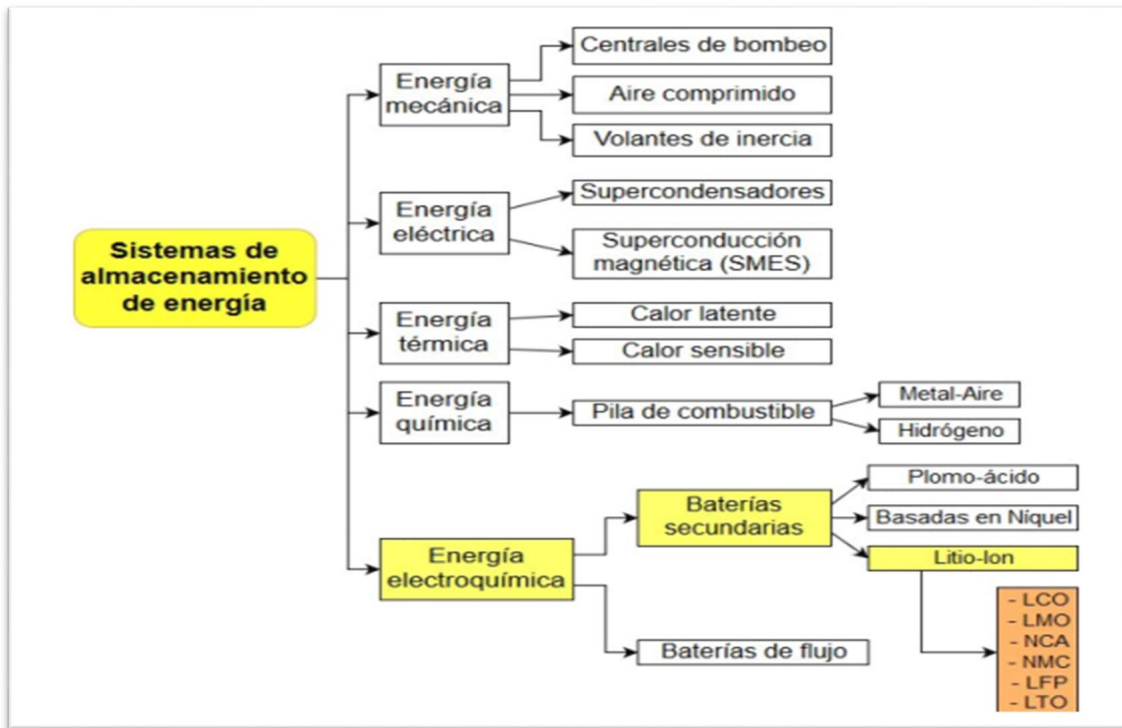 Sistemas de
almacenamiento
de energía
Energía
mecánica
Centrales de bombeo
Aire comprimido
Volantes de inercia
Energía
eléctrica
Supercondensadores
Superconducción
magnética (SMES)
Energía
térmica
Calor latente
Calor sensible
Energía
química
Pila de combustible
Metal-Aire
Hidrógeno
Energía
electroquímica
Baterías
secundarias
Plomo-ácido
Basadas en Níquel
Litio-Ion
- LCO
- LMO
- NCA
- NMC
- LFP
- LTO
Baterías de flujo